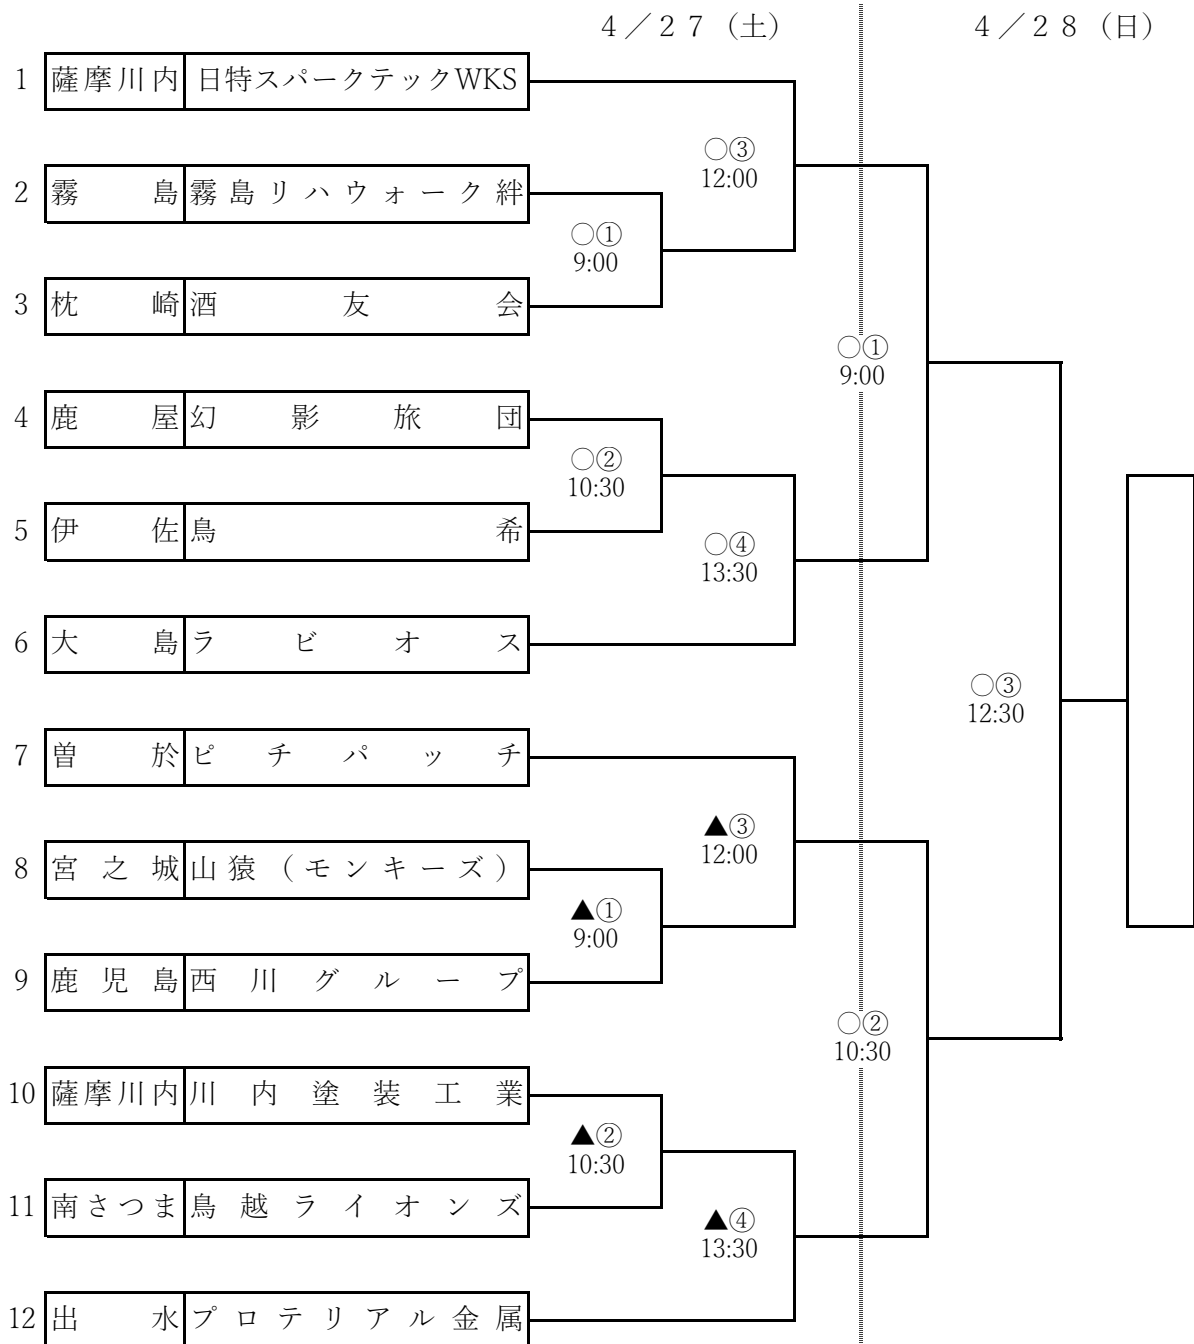 ４／２７（土） ４／２８（日）
1 薩摩川内 日特スパークテックWKS
○③
12:00
2 霧島 霧島リハウォーク絆
○①
9:00
3 枕崎 酒友会
○①
9:00
4 鹿屋 幻影旅団
○②
10:30
5 伊佐 鳥希
○④
13:30
6 大島 ラビオス
○③
12:30
7 曽於 ピチパッチ
▲③
12:00
8 宮之城 山猿（モンキーズ）
▲①
9:00
9 鹿児島 西川グループ
○②
10:30
10 薩摩川内 川内塗装工業
▲②
10:30
11 南さつま 鳥越ライオンズ
▲④
13:30
12 出水 プロテリアル金属